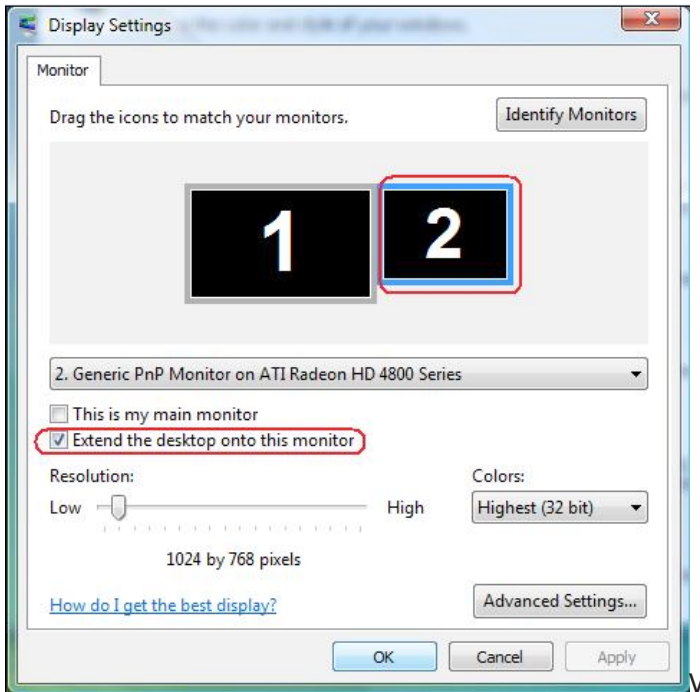 Display Settings
Monitor
Drag the icons to match your monitors.
Identify Monitors
1
2
2. Generic PnP Monitor on ATI Radeon HD 4800 Series
This is my main monitor
Extend the desktop onto this monitor
Resolution:
Colors:
Low
High
Highest (32 bit)
1024 by 768 pixels
How do I get the best display?
Advanced Settings...
OK
Cancel
Apply